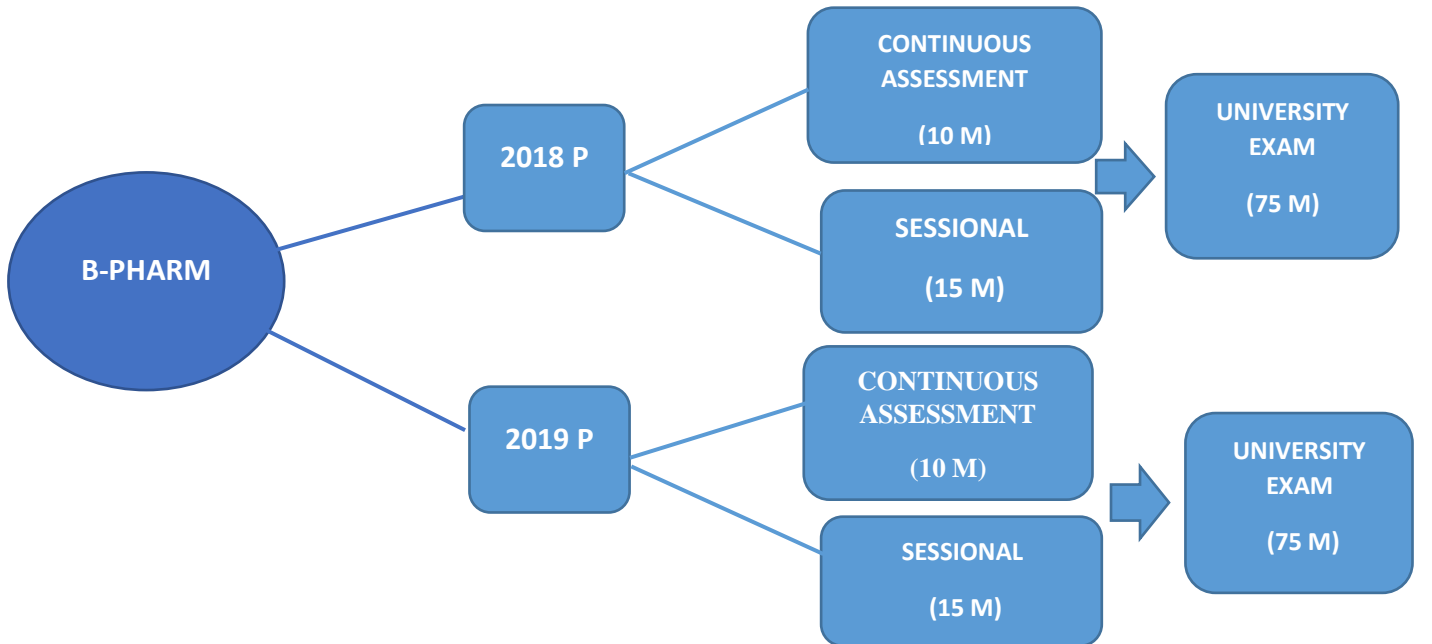 B-PHARM
2018 P
CONTINUOUS
ASSESSMENT
(10 M)
SESSIONAL
(15 M)
UNIVERSITY
EXAM
(75 M)
2019 P
CONTINUOUS
ASSESSMENT
(10 M)
SESSIONAL
(15 M)
UNIVERSITY
EXAM
(75 M)